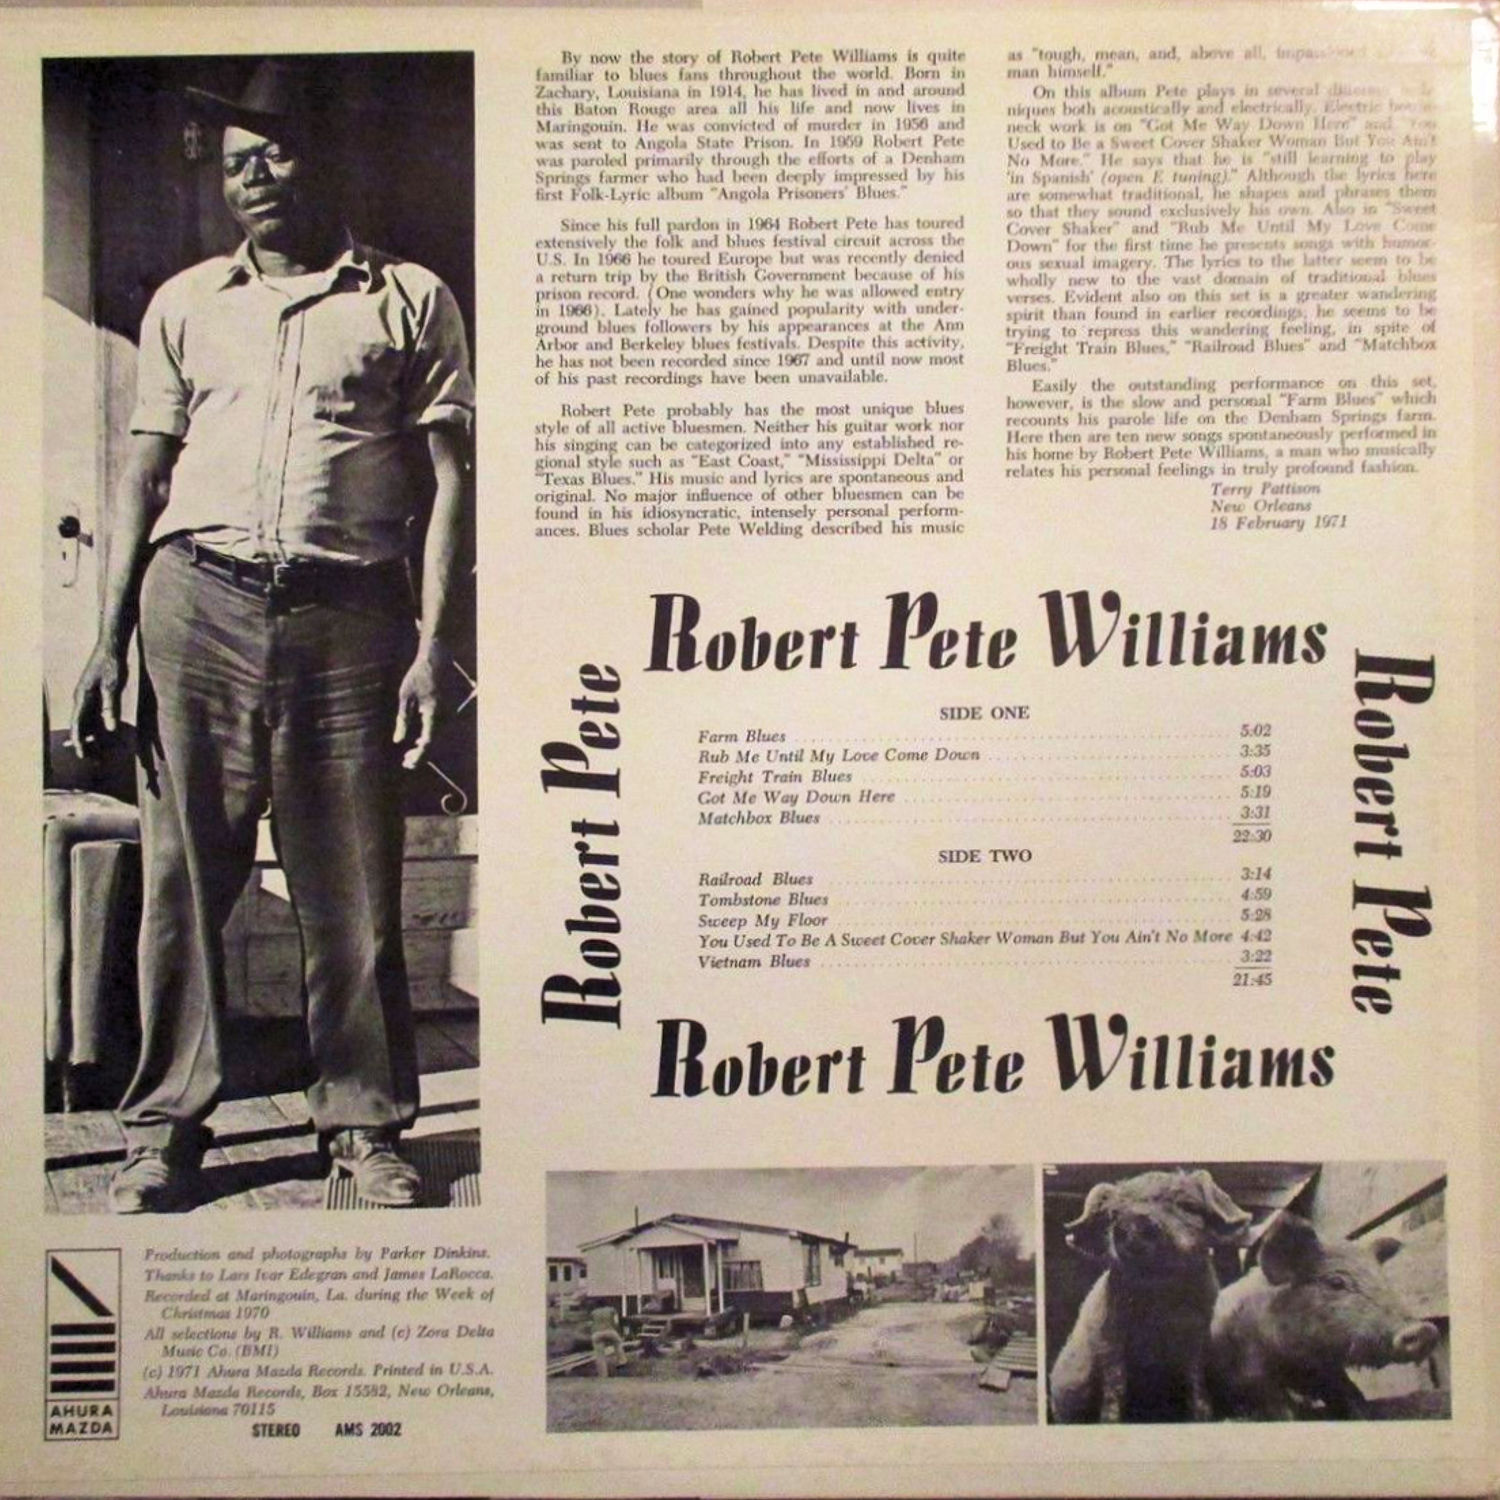 By now the story of Robert Pete Williams is quite
familiar to blues fans throughout the world. Born in
Zachary, Louisiana in 1914, he has lived in and around
this Baton Rouge area all his life and now lives in
Maringouin. He was convicted of murder in 1956 and
was sent to Angola State Prison. In 1959 Robert Pete
was paroled primarily through the efforts of a Denham
Springs farmer who had been deeply impressed by his
first Folk-Lyric album "Angola Prisoners' Blues."
Since his full pardon in 1964 Robert Pete has toured
extensively the folk and blues festival circuit across the
U.S. In 1966 he toured Europe but was recently denied
a return trip by the British Government because of his
prison record. (One wonders why he was allowed entry
in 1966). Lately he has gained popularity with under-
ground blues followers by his appearances at the Ann
Arbor and Berkeley blues festivals. Despite this activity,
he has not been recorded since 1967 and until now most
of his past recordings have been unavailable.
Robert Pete probably has the most unique blues
style of all active bluesmen. Neither his guitar work nor
his singing can be categorized into any established re-
gional style such as "East Coast," "Mississippi Delta" or
"Texas Blues." His music and lyrics are spontaneous and
original. No major influence of other bluesmen can be
found in his idiosyncratic, intensely personal perform-
ances. Blues scholar Pete Welding described his music
as "tough, mean, and, above all, impassioned
man himself."
On this album Pete plays in several
niques both acoustically and electrically. Electric
neck work is on "Got Me Way Down Here" and "You
Used to Be a Sweet Cover Shaker Woman But You Ain't
No More." He says that he is "still learning to play
'in Spanish' (open E tuning)." Although the lyrics here
are somewhat traditional, he shapes and phrases them
so that they sound exclusively his own. Also in "Sweet
Cover Shaker" and "Rub Me Until My Love Come
Down" for the first time he presents songs with humor-
ous sexual imagery. The lyrics to the latter seem to be
wholly new to the vast domain of traditional blues
verses. Evident also on this set is a greater wandering
spirit than found in earlier recordings; he seems to be
trying to repress this wandering feeling, in spite of
"Freight Train Blues," "Railroad Blues" and "Matchbox
Blues."
Easily the outstanding performance on this set,
however, is the slow and personal "Farm Blues" which
recounts his parole life on the Denham Springs farm.
Here then are ten new songs spontaneously performed in
his home by Robert Pete Williams, a man who musically
relates his personal feelings in truly profound fashion.
Terry Pattison
New Orleans
18 February 1971
Robert Pete Williams
Robert Pete
Robert Pete
SIDE ONE
Farm Blues 5:02
Rub Me Until My Love Come Down 3:35
Freight Train Blues 5:03
Got Me Way Down Here 5:19
Matchbox Blues 3:31
22:30
SIDE TWO
Railroad Blues 3:14
Tombstone Blues 4:59
Sweep My Floor 5:28
You Used To Be A Sweet Cover Shaker Woman But You Ain't No More 4:42
Vietnam Blues 3:22
21:45
Robert Pete Williams
Production and photographs by Parker Dinkins.
Thanks to Lars Ivar Edegran and James LaRocca.
Recorded at Maringouin, La. during the Week of
Christmas 1970
All selections by R. Williams and (c) Zora Delta
Music Co. (BMI)
(c) 1971 Ahura Mazda Records. Printed in U.S.A.
Ahura Mazda Records, Box 15582, New Orleans,
Louisiana 70115
STEREO AMS 2002
AHURA
MAZDA